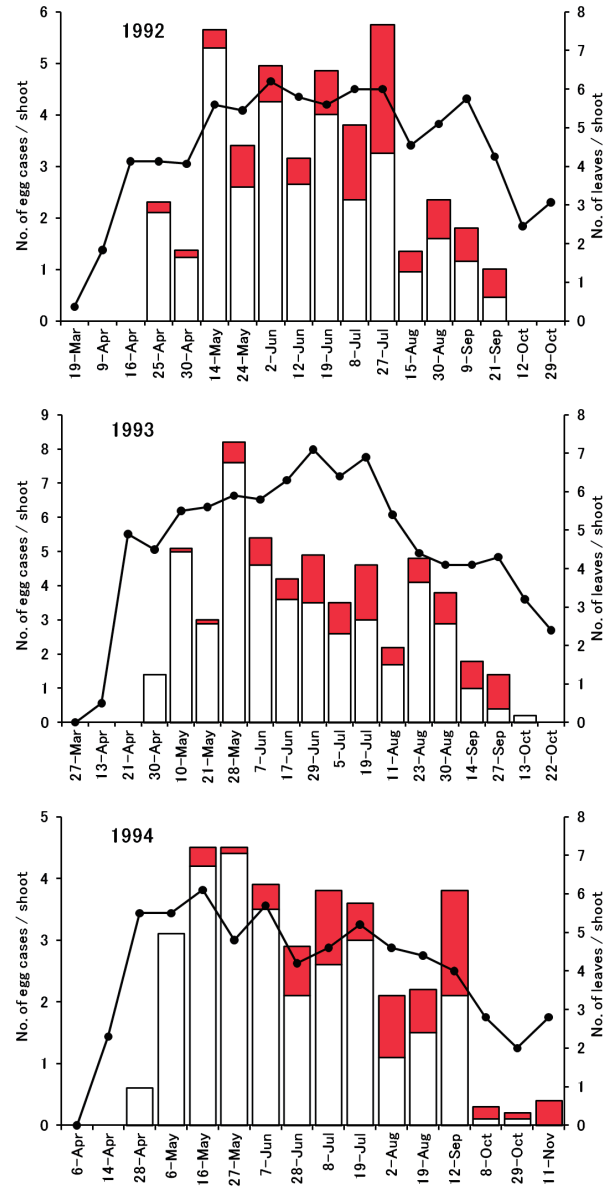 1992
No. of egg cases / shoot
No. of leaves / shoot
6
5
4
3
2
1
0
8
7
6
5
4
3
2
1
0
19-Mar
9-Apr
16-Apr
25-Apr
30-Apr
14-May
24-May
2-Jun
12-Jun
19-Jun
8-Jul
27-Jul
15-Aug
30-Aug
9-Sep
21-Sep
12-Oct
29-Oct
1993
No. of egg cases / shoot
No. of leaves / shoot
9
8
7
6
5
4
3
2
1
0
8
7
6
5
4
3
2
1
0
27-Mar
13-Apr
21-Apr
30-Apr
10-May
21-May
28-May
7-Jun
17-Jun
29-Jun
5-Jul
19-Jul
11-Aug
23-Aug
30-Aug
14-Sep
27-Sep
13-Oct
22-Oct
1994
No. of egg cases / shoot
No. of leaves / shoot
5
4
3
2
1
0
8
7
6
5
4
3
2
1
0
6-Apr
14-Apr
28-Apr
6-May
16-May
27-May
7-Jun
28-Jun
8-Jul
19-Jul
2-Aug
19-Aug
12-Sep
8-Oct
29-Oct
11-Nov